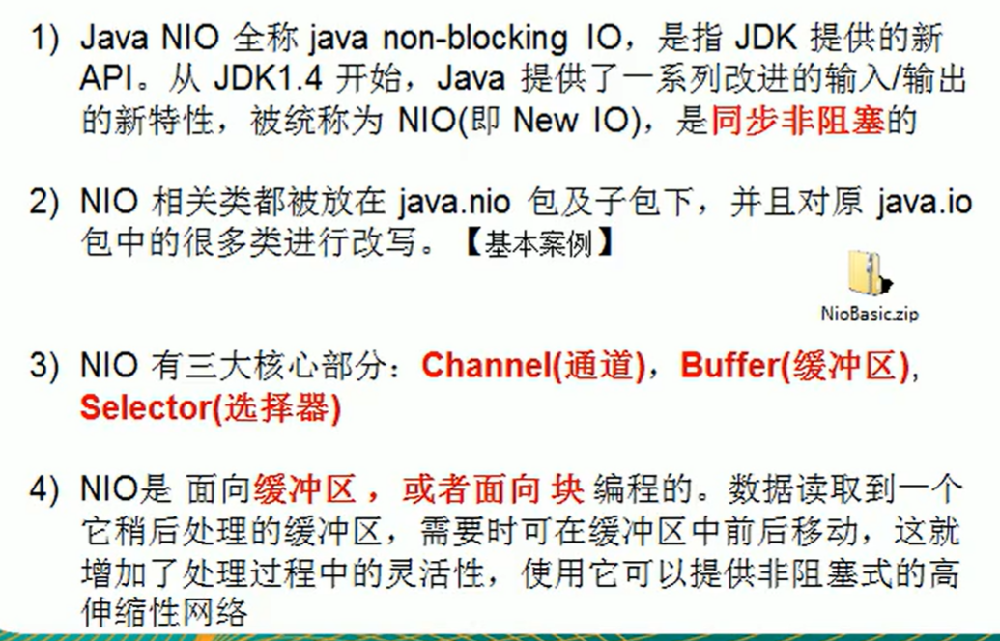 1) Java NIO 全称 java non-blocking IO，是指 JDK 提供的新
API。从 JDK1.4 开始，Java 提供了一系列改进的输入/输出
的新特性，被统称为 NIO(即 New IO)，是同步非阻塞的
2) NIO 相关类都被放在 java.nio 包及子包下，并且对原 java.io
包中的很多类进行改写。【基本案例】
NioBasic.zip
3) NIO 有三大核心部分：Channel(通道)，Buffer(缓冲区),
Selector(选择器)
4) NIO是 面向缓冲区 ，或者面向 块 编程的。数据读取到一个
它稍后处理的缓冲区，需要时可在缓冲区中前后移动，这就
增加了处理过程中的灵活性，使用它可以提供非阻塞式的高
伸缩性网络